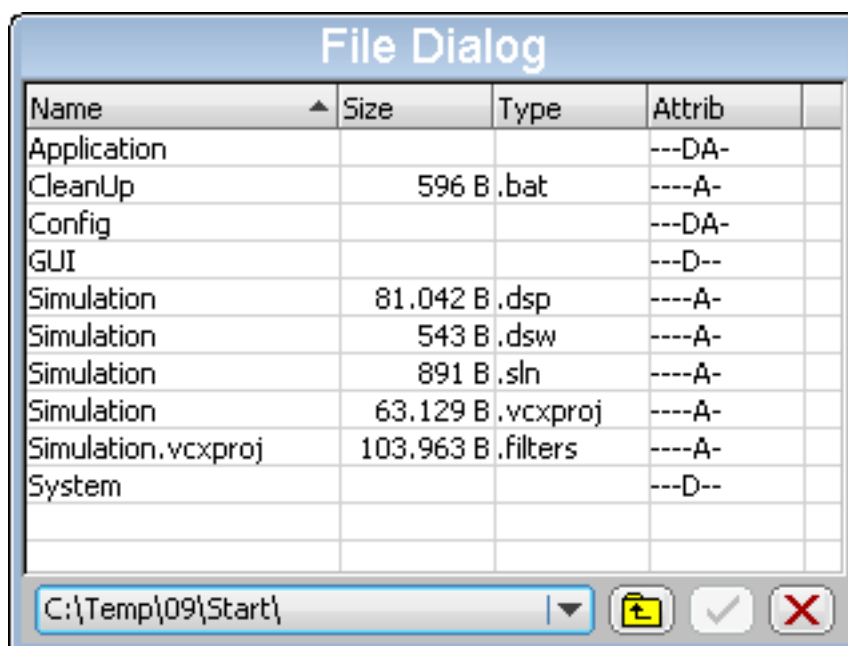 File Dialog
Name Size Type Attrib
Application ---DA-
CleanUp 596 B .bat ----A-
Config ---DA-
GUI ---D--
Simulation 81.042 B .dsp ----A-
Simulation 543 B .dsw ----A-
Simulation 891 B .sln ----A-
Simulation 63.129 B .vcxproj ----A-
Simulation.vcxproj 103.963 B .filters ----A-
System ---D--
C:\Temp\09\Start\